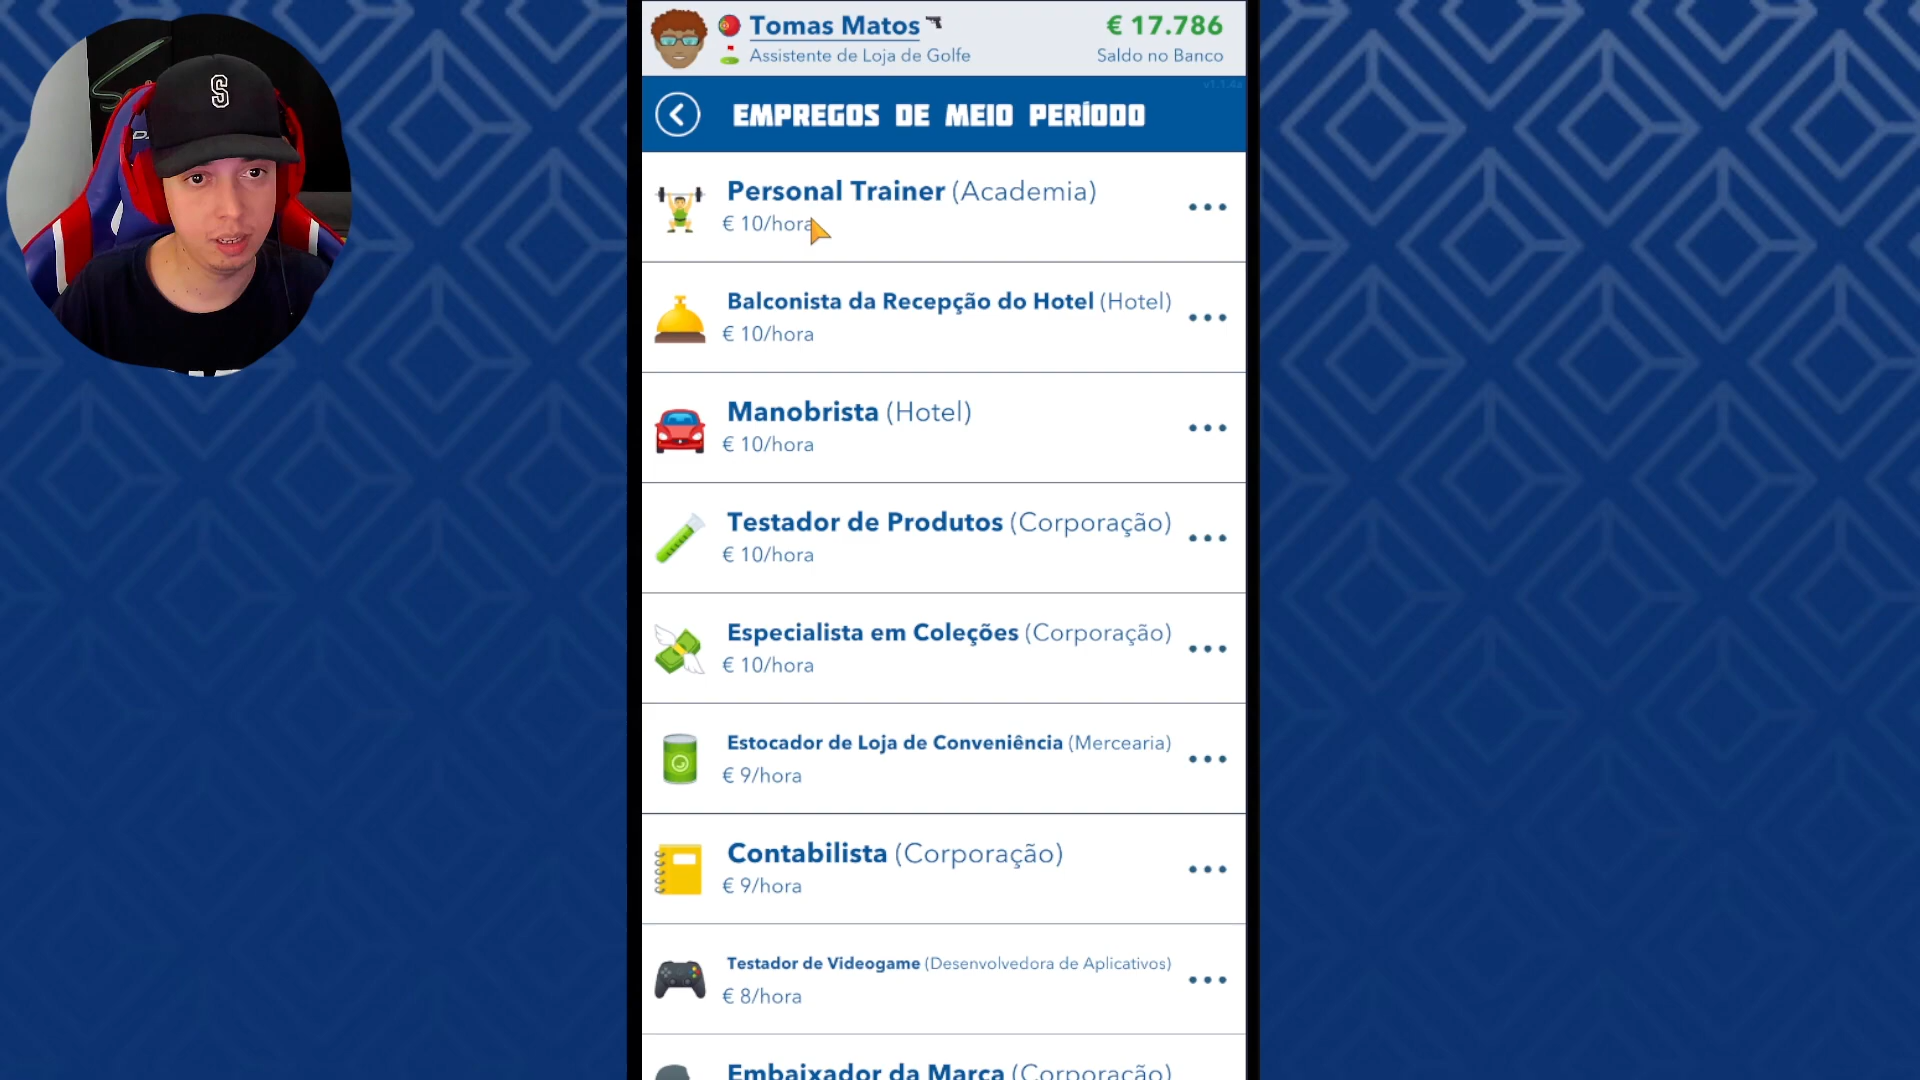 Tomas Matos
€ 17.786
Assistente de Loja de Golfe
Saldo no Banco
v1.1.4a
EMPREGOS DE MEIO PERÍODO
Personal Trainer (Academia)
€ 10/hora
Balconista da Recepção do Hotel (Hotel)
€ 10/hora
Manobrista (Hotel)
€ 10/hora
Testador de Produtos (Corporação)
€ 10/hora
Especialista em Coleções (Corporação)
€ 10/hora
Estocador de Loja de Conveniência (Mercearia)
€ 9/hora
Contabilista (Corporação)
€ 9/hora
Testador de Videogame (Desenvolvedora de Aplicativos)
€ 8/hora
Embaixador da Marca (Corporação)
S